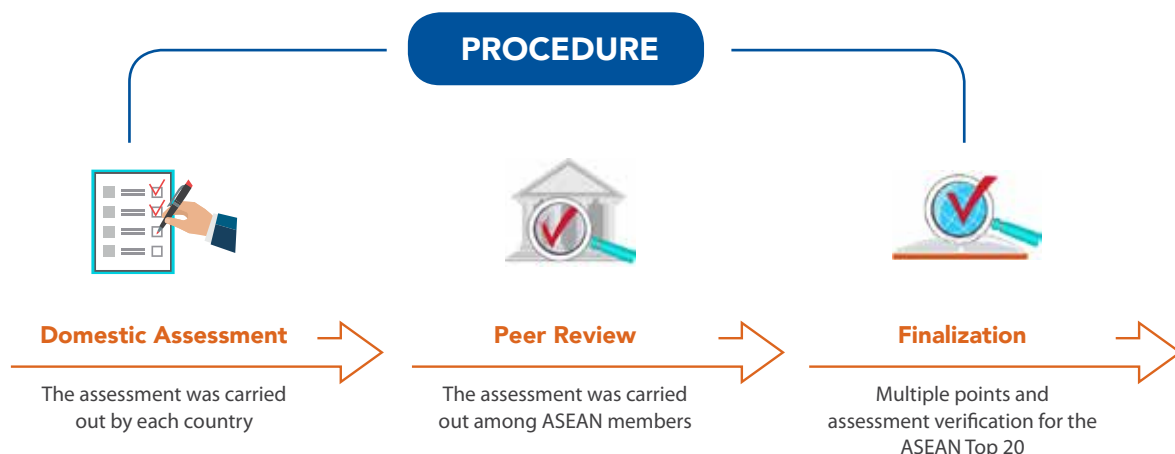 PROCEDURE
Domestic Assessment
The assessment was carried
out by each country
Peer Review
The assessment was carried
out among ASEAN members
Finalization
Multiple points and
assessment verification for the
ASEAN Top 20